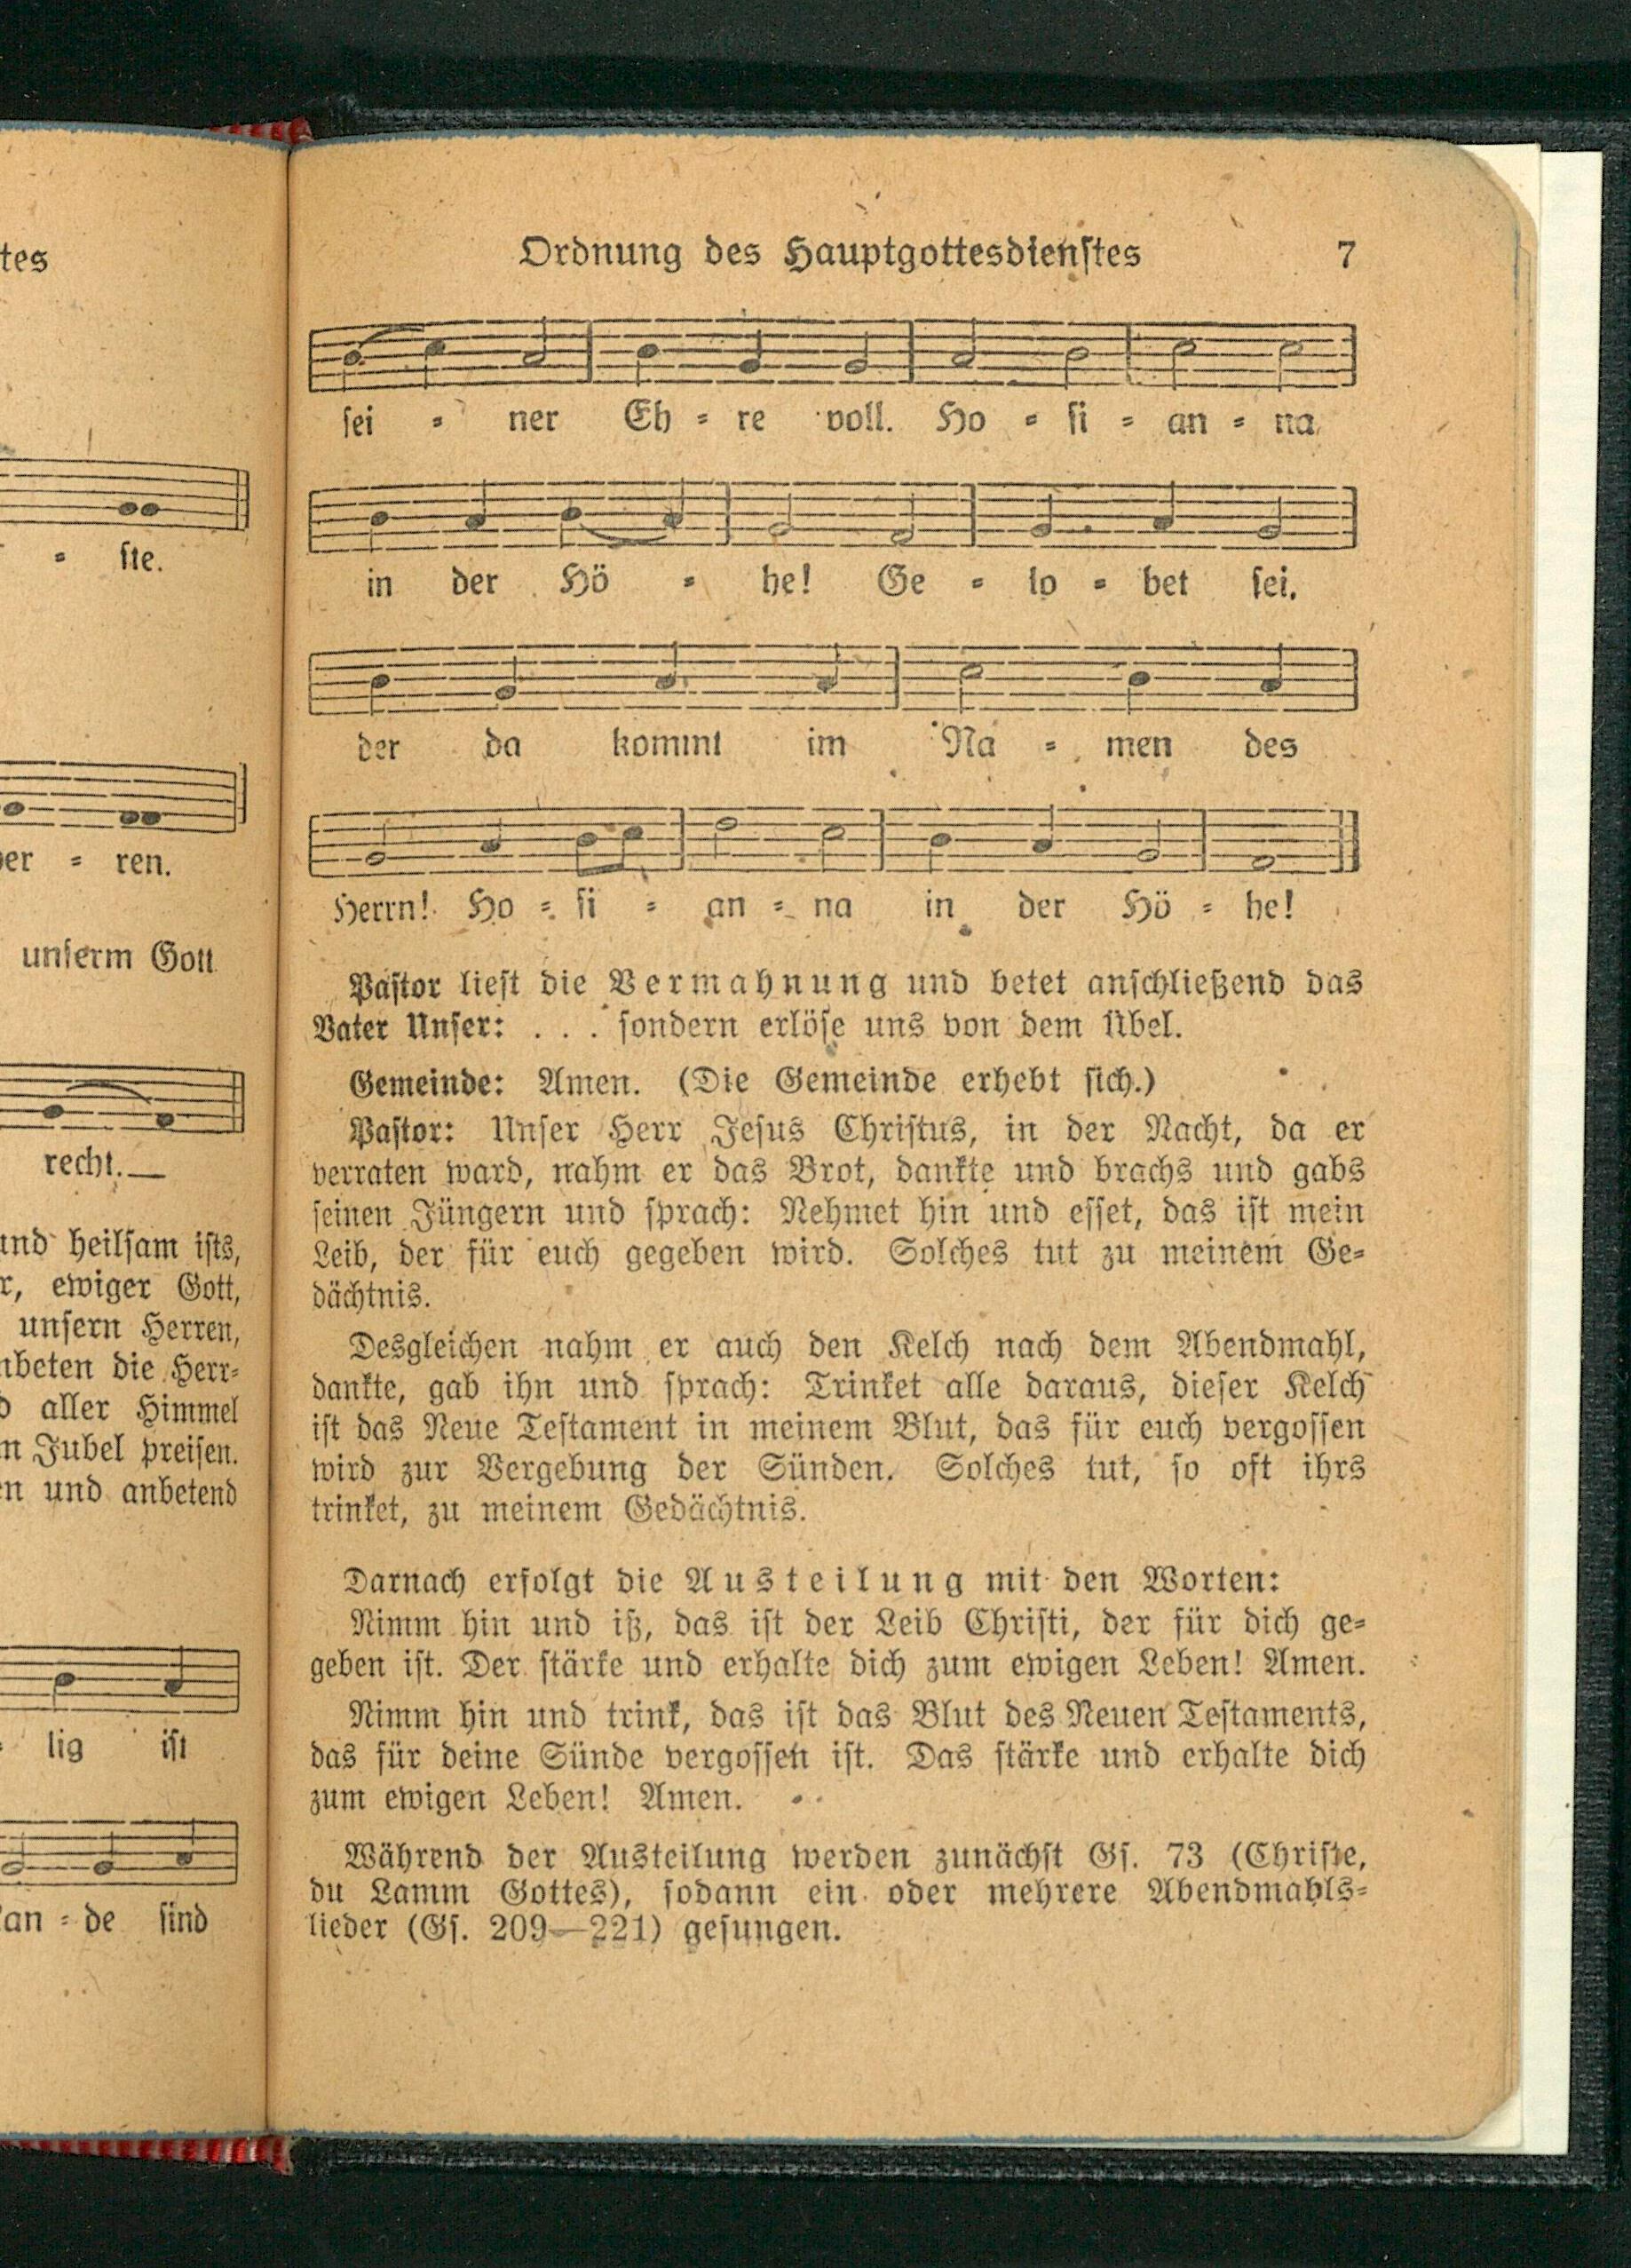 tes
ste.
ren.
unserm Gott
recht.
heilsam ists,
ewiger Gott,
unsern Herren,
die Herr-
aller Himmel
Jubel preisen.
und anbetend
lig ist
de sind
Ordnung des Hauptgottesdienstes 7
sei - ner Eh - re voll. Ho - si - an - na
in der Hö - he! Ge - lo - bet sei,
der da kommt im Na - men des
Herrn! Ho - si - an - na in der Hö - he!
Pastor liest die Vermahnung und betet anschließend das
Vater Unser: . . . sondern erlöse uns von dem Übel.
Gemeinde: Amen. (Die Gemeinde erhebt sich.)
Pastor: Unser Herr Jesus Christus, in der Nacht, da er
verraten ward, nahm er das Brot, dankte und brachs und gabs
seinen Jüngern und sprach: Nehmet hin und esset, das ist mein
Leib, der für euch gegeben wird. Solches tut zu meinem Ge-
dächtnis.
Desgleichen nahm er auch den Kelch nach dem Abendmahl,
dankte, gab ihn und sprach: Trinket alle daraus, dieser Kelch
ist das Neue Testament in meinem Blut, das für euch vergossen
wird zur Vergebung der Sünden. Solches tut, so oft ihrs
trinket, zu meinem Gedächtnis.
Darnach erfolgt die Austeilung mit den Worten:
Nimm hin und iß, das ist der Leib Christi, der für dich ge-
geben ist. Der stärke und erhalte dich zum ewigen Leben! Amen.
Nimm hin und trink, das ist das Blut des Neuen Testaments,
das für deine Sünde vergossen ist. Das stärke und erhalte dich
zum ewigen Leben! Amen.
Während der Austeilung werden zunächst Gs. 73 (Christe,
du Lamm Gottes), sodann ein oder mehrere Abendmahls-
lieder (Gs. 209—221) gesungen.